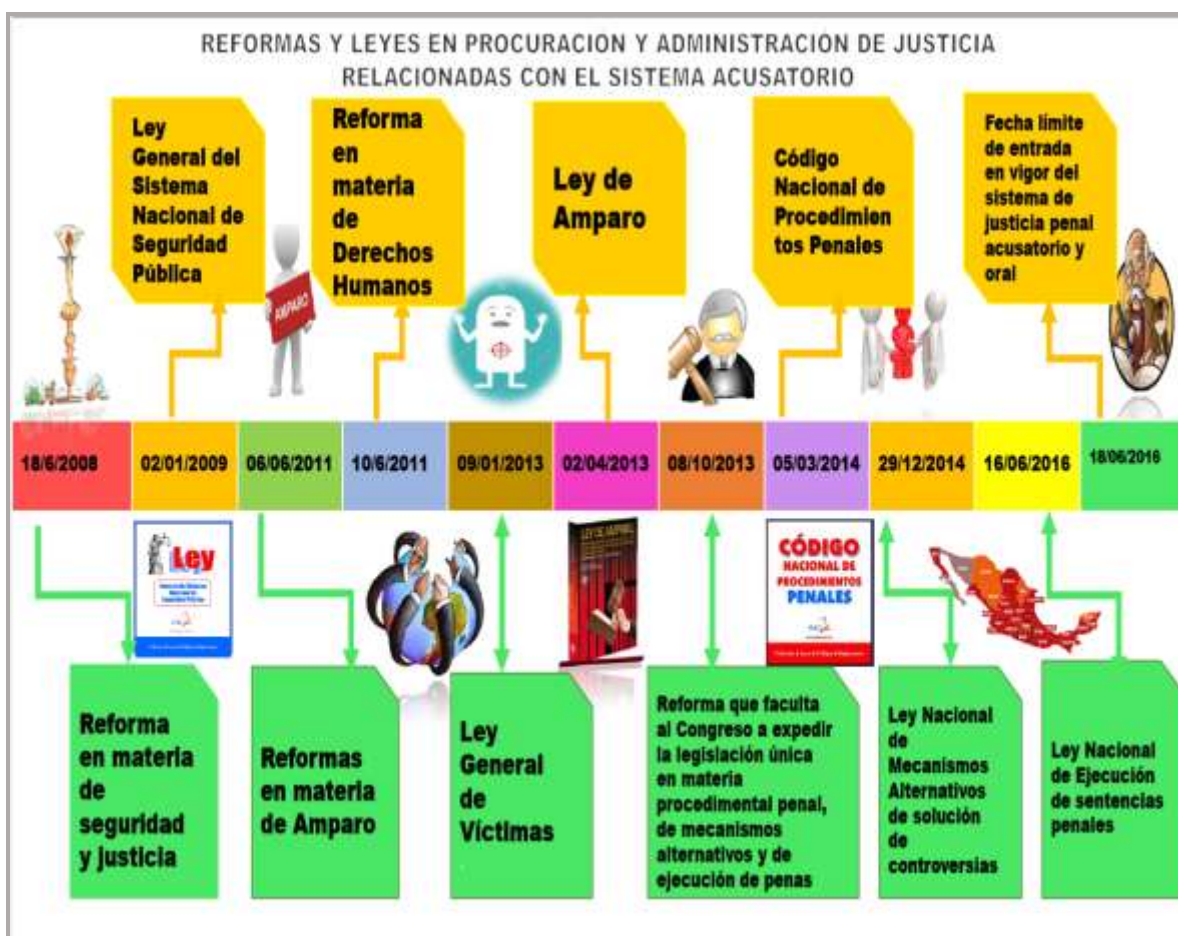 REFORMAS Y LEYES EN PROCURACION Y ADMINISTRACION DE JUSTICIA
RELACIONADAS CON EL SISTEMA ACUSATORIO
Ley
General del
Sistema
Nacional de
Seguridad
Pública
Reforma
en
materia
de
Derechos
Humanos
Ley de
Amparo
Código
Nacional de
Procedimien
tos Penales
Fecha límite
de entrada
en vigor del
sistema de
justicia penal
acusatorio y
oral
AMPARO
18/6/2008
02/01/2009
06/06/2011
10/6/2011
09/01/2013
02/04/2013
08/10/2013
05/03/2014
29/12/2014
16/06/2016
18/06/2016
Ley
LEY DE AMPARO
CÓDIGO
NACIONAL DE
PROCEDIMIENTOS
PENALES
Reforma
en materia
de
seguridad
y justicia
Reformas
en materia
de Amparo
Ley
General
de
Víctimas
.
Reforma que faculta
al Congreso a expedir
la legislación única
en materia
procedimental penal,
de mecanismos
alternativos y de
ejecución de penas
Ley Nacional
de
Mecanismos
Alternativos
de solución
de
controversias
Ley Nacional
de Ejecución
de sentencias
penales